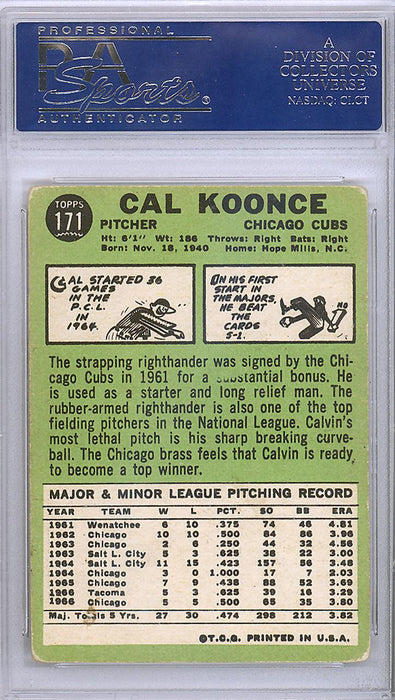 PROFESSIONAL
PSA
Sports®
AUTHENTICATOR
A
DIVISION OF
COLLECTORS
UNIVERSE
NASDAQ: CLCT
TOPPS
171
CAL KOONCE
PITCHER CHICAGO CUBS
Ht: 6'1" Wt: 186 Throws: Right Bats: Right
Born: Nov. 18, 1940 Home: Hope Mills, N.C.
CAL STARTED 36
GAMES
IN THE
P.C.L.
IN
1964.
IN HIS FIRST
START IN
THE MAJORS,
HE BEAT
THE
CARDS
5-1.
NO
The strapping righthander was signed by the Chi-
cago Cubs in 1961 for a substantial bonus. He
is used as a starter and long relief man. The
rubber-armed righthander is also one of the top
fielding pitchers in the National League. Calvin's
most lethal pitch is his sharp breaking curve-
ball. The Chicago brass feels that Calvin is ready
to become a top winner.
MAJOR & MINOR LEAGUE PITCHING RECORD
YEAR TEAM W L PCT. SO BB ERA
1961 Wenatchee 6 10 .375 74 46 4.81
1962 Chicago 10 10 .500 84 86 3.96
1963 Chicago 2 6 .250 44 32 4.56
1963 Salt L. City 5 3 .625 38 22 3.00
1964 Salt L. City 11 15 .423 157 56 3.48
1964 Chicago 3 0 1.000 17 7 2.03
1965 Chicago 7 9 .438 88 52 3.69
1966 Tacoma 5 3 .625 39 16 3.29
1966 Chicago 5 5 .500 65 35 3.80
Maj. Totals 5 Yrs. 27 30 .474 298 212 3.82
©T.C.G. PRINTED IN U.S.A.